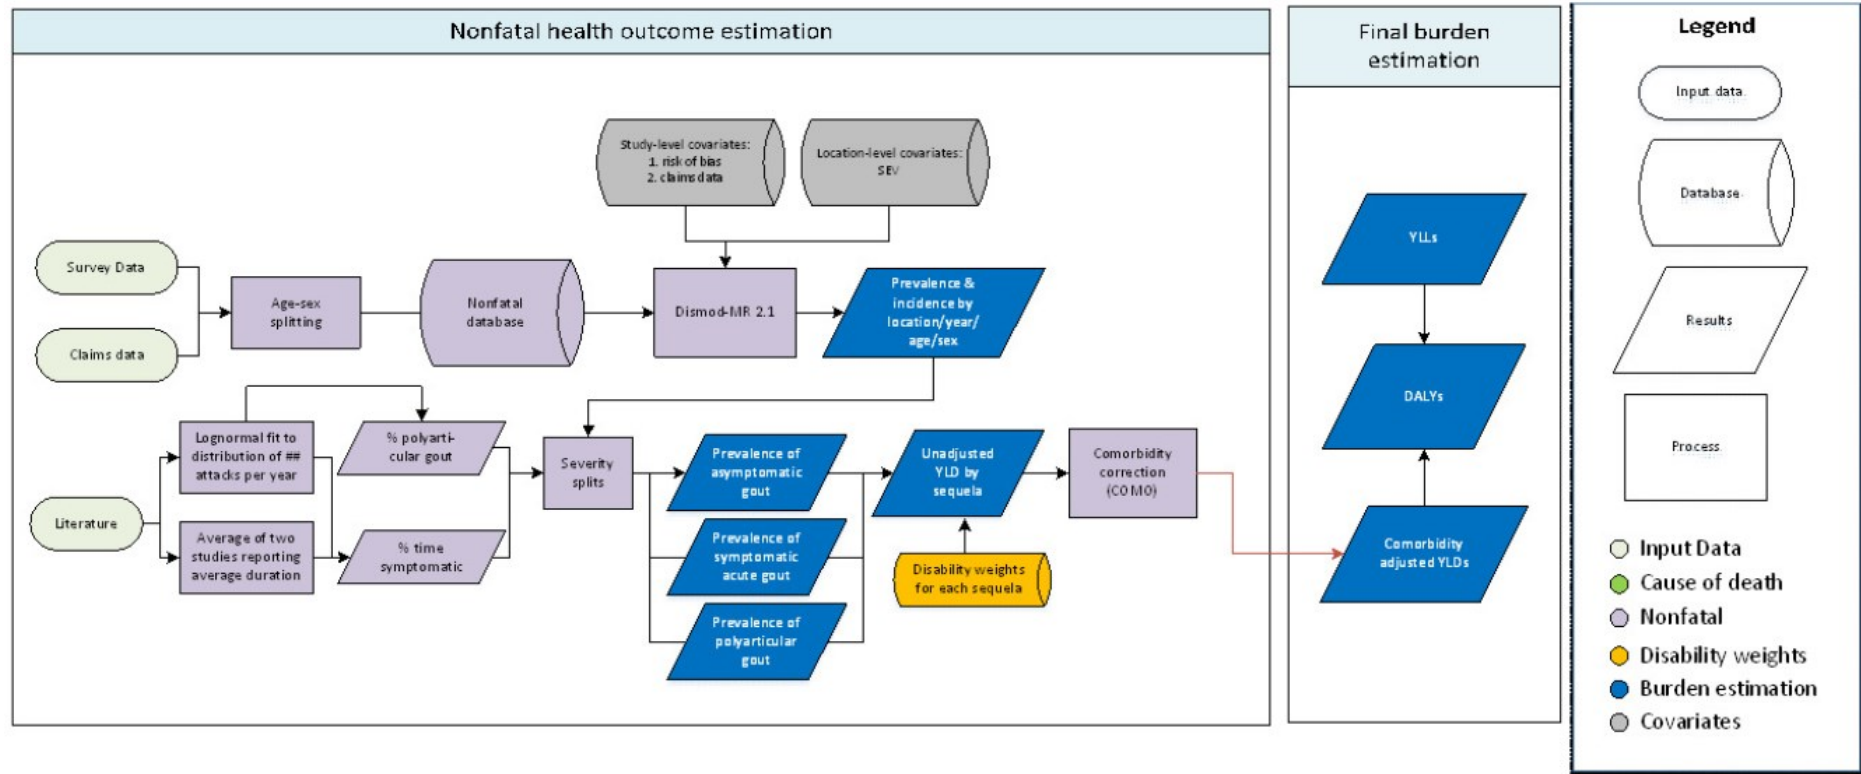 Nonfatal health outcome estimation
Final burden
estimation
Legend
Study-level covariates:
1. risk of bias
2. claims data
Location-level covariates:
SEV
Survey Data
Claims data
Age-sex
splitting
Nonfatal
database
Dismod-MR 2.1
Prevalence &
incidence by
location/year/
age/sex
Literature
Lognormal fit to
distribution of ##
attacks per year
Average of two
studies reporting
average duration
% polyarti-
cular gout
% time
symptomatic
Severity
splits
Prevalence of
asymptomatic
gout
Prevalence of
symptomatic
acute gout
Prevalence of
polyarticular
gout
Unadjusted
YLD by
sequela
Disability weights
for each sequela
Comorbidity
correction
(COMO)
YLLs
DALYs
Comorbidity
adjusted YLDs
Input data
Database
Results
Process
Input Data
Cause of death
Nonfatal
Disability weights
Burden estimation
Covariates